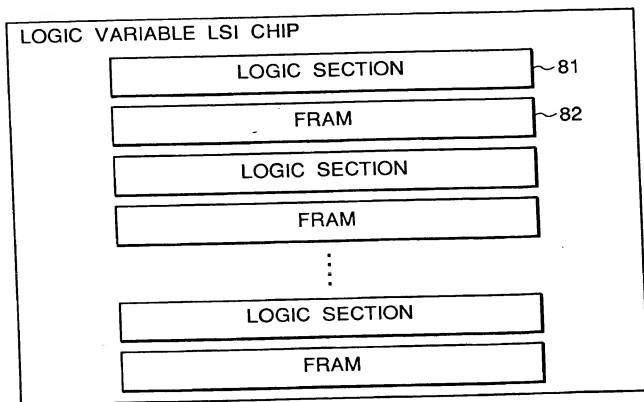 LOGIC VARIABLE LSI CHIP
LOGIC SECTION 81
FRAM 82
LOGIC SECTION
FRAM
LOGIC SECTION
FRAM